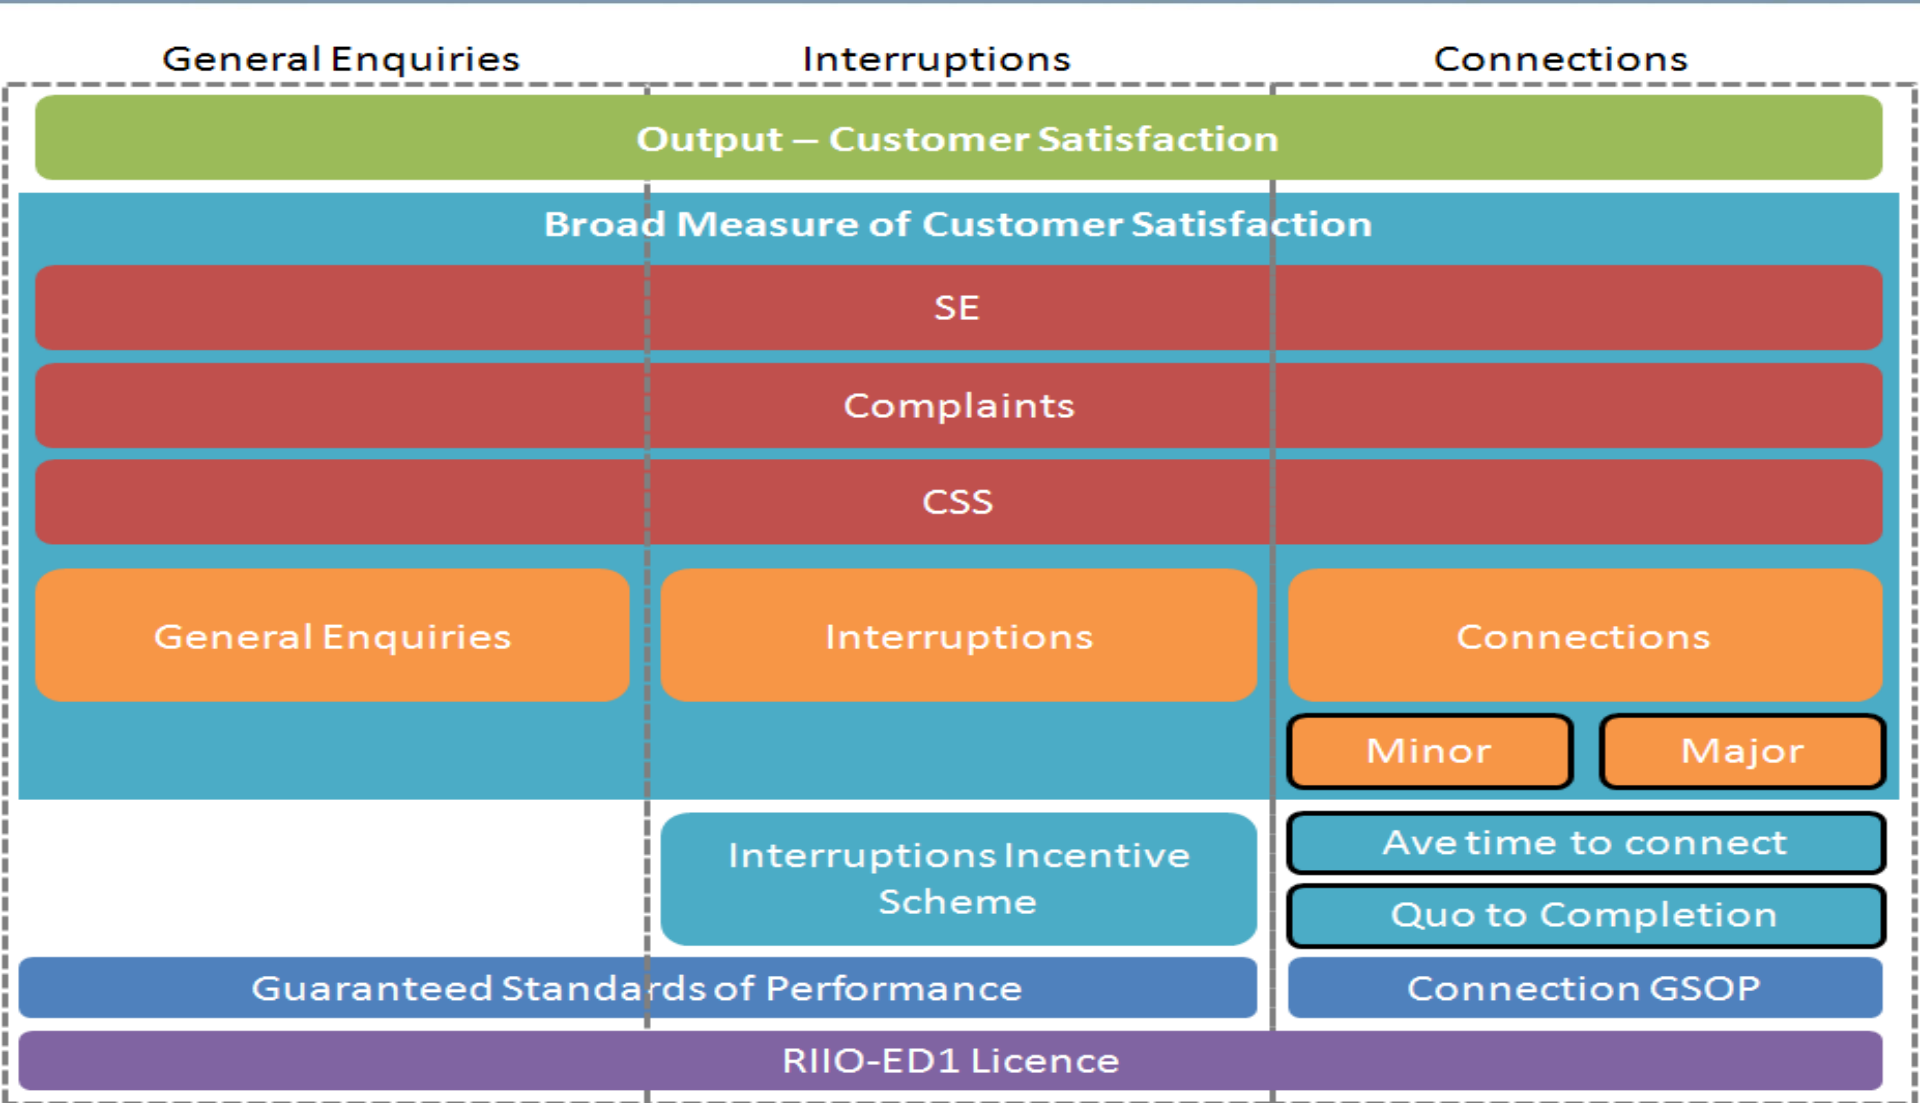 General Enquiries
Interruptions
Connections
Output – Customer Satisfaction
Broad Measure of Customer Satisfaction
SE
Complaints
CSS
General Enquiries
Interruptions
Connections
Minor
Major
Interruptions Incentive
Scheme
Ave time to connect
Quo to Completion
Guaranteed Standards of Performance
Connection GSOP
RIIO-ED1 Licence